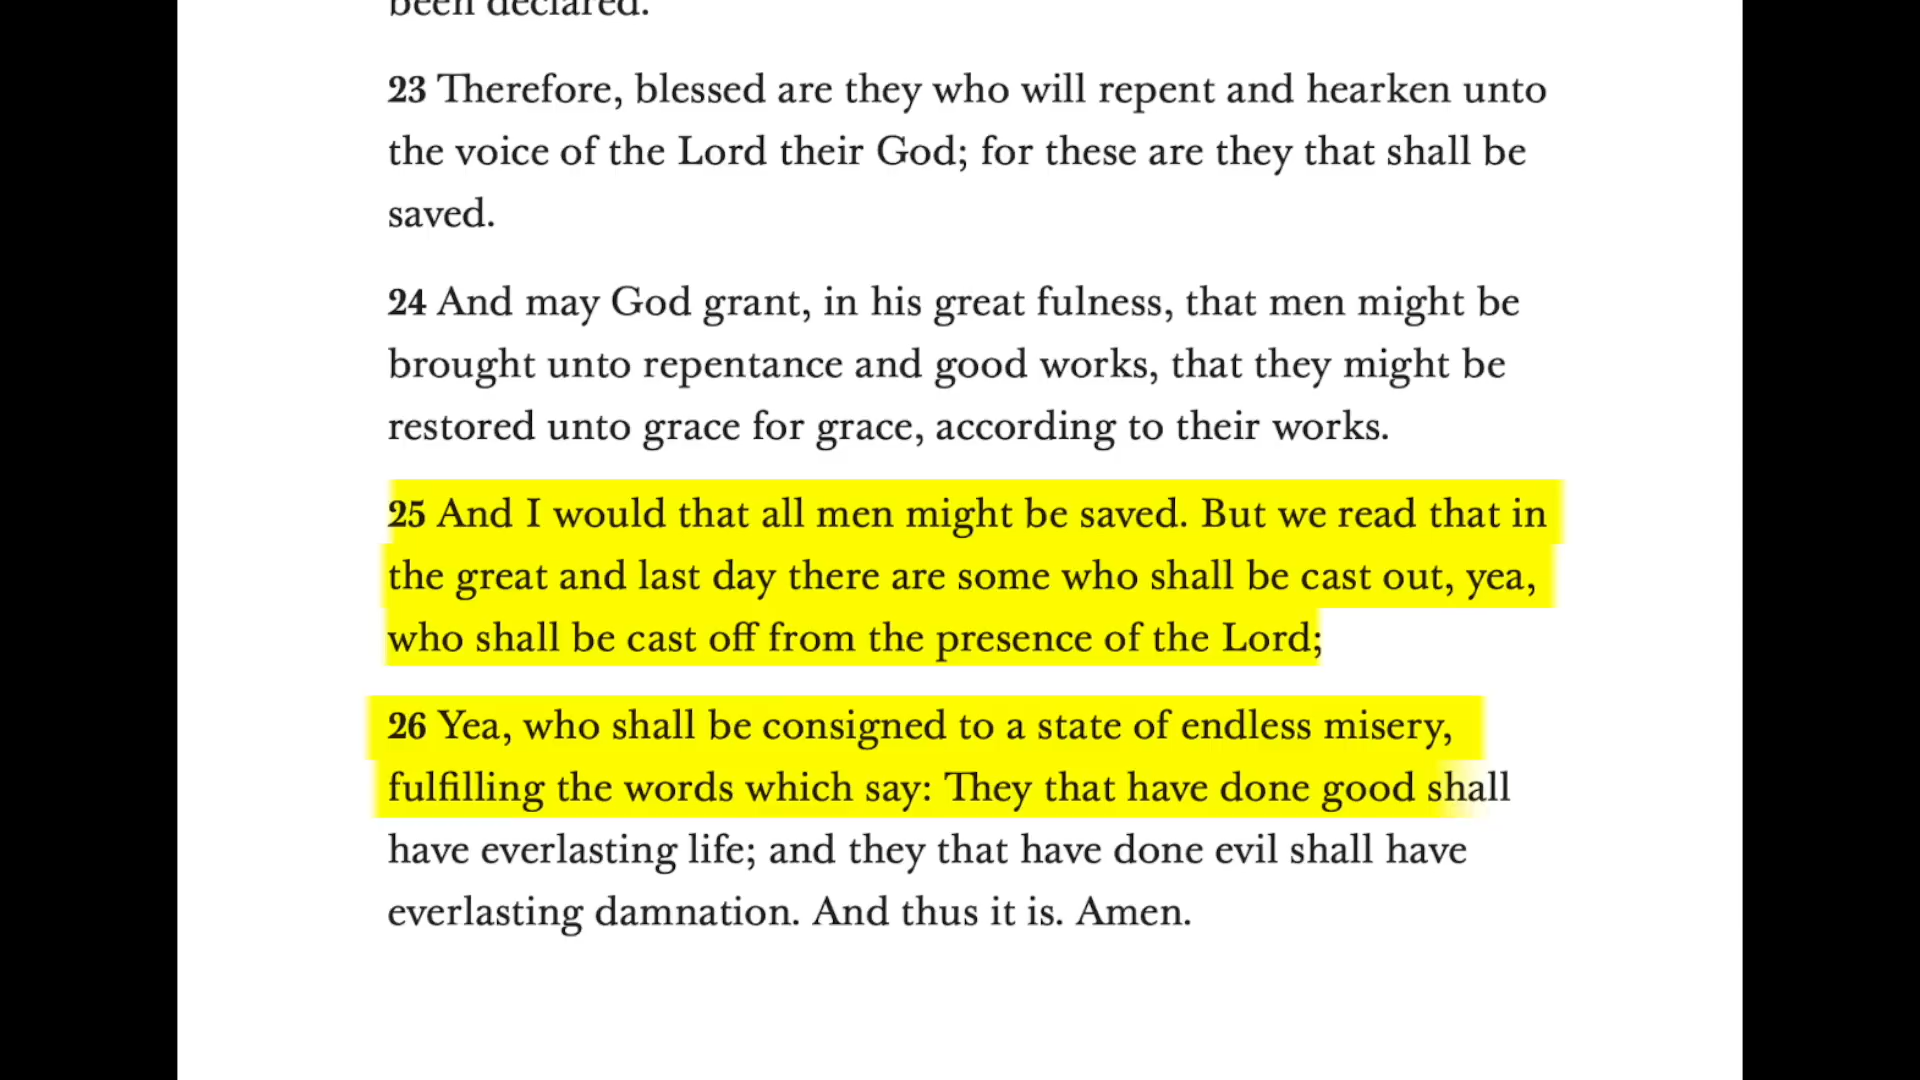 been declared.
23 Therefore, blessed are they who will repent and hearken unto
the voice of the Lord their God; for these are they that shall be
saved.
24 And may God grant, in his great fulness, that men might be
brought unto repentance and good works, that they might be
restored unto grace for grace, according to their works.
25 And I would that all men might be saved. But we read that in
the great and last day there are some who shall be cast out, yea,
who shall be cast off from the presence of the Lord;
26 Yea, who shall be consigned to a state of endless misery,
fulfilling the words which say: They that have done good shall
have everlasting life; and they that have done evil shall have
everlasting damnation. And thus it is. Amen.